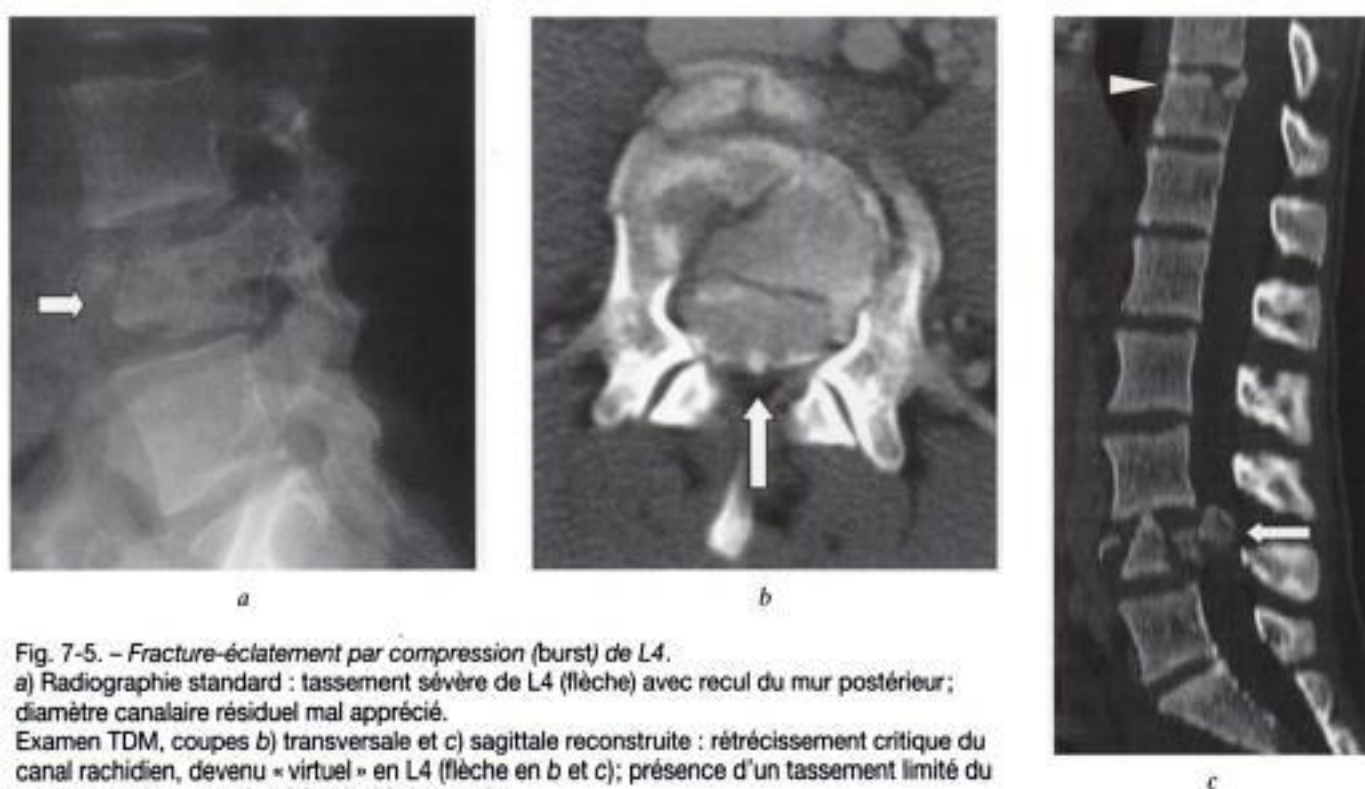 a
b
c
Fig. 7-5. – Fracture-éclatement par compression (burst) de L4.
a) Radiographie standard : tassement sévère de L4 (flèche) avec recul du mur postérieur;
diamètre canalaire résiduel mal apprécié.
Examen TDM, coupes b) transversale et c) sagittale reconstruite : rétrécissement critique du
canal rachidien, devenu « virtuel » en L4 (flèche en b et c); présence d'un tassement limité du